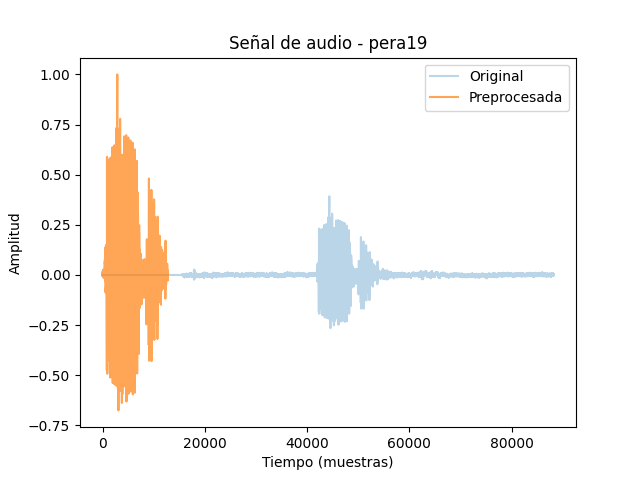 Señal de audio - pera19
Original
Preprocesada
1.00
0.75
0.50
0.25
0.00
−0.25
−0.50
−0.75
Amplitud
0
20000
40000
60000
80000
Tiempo (muestras)